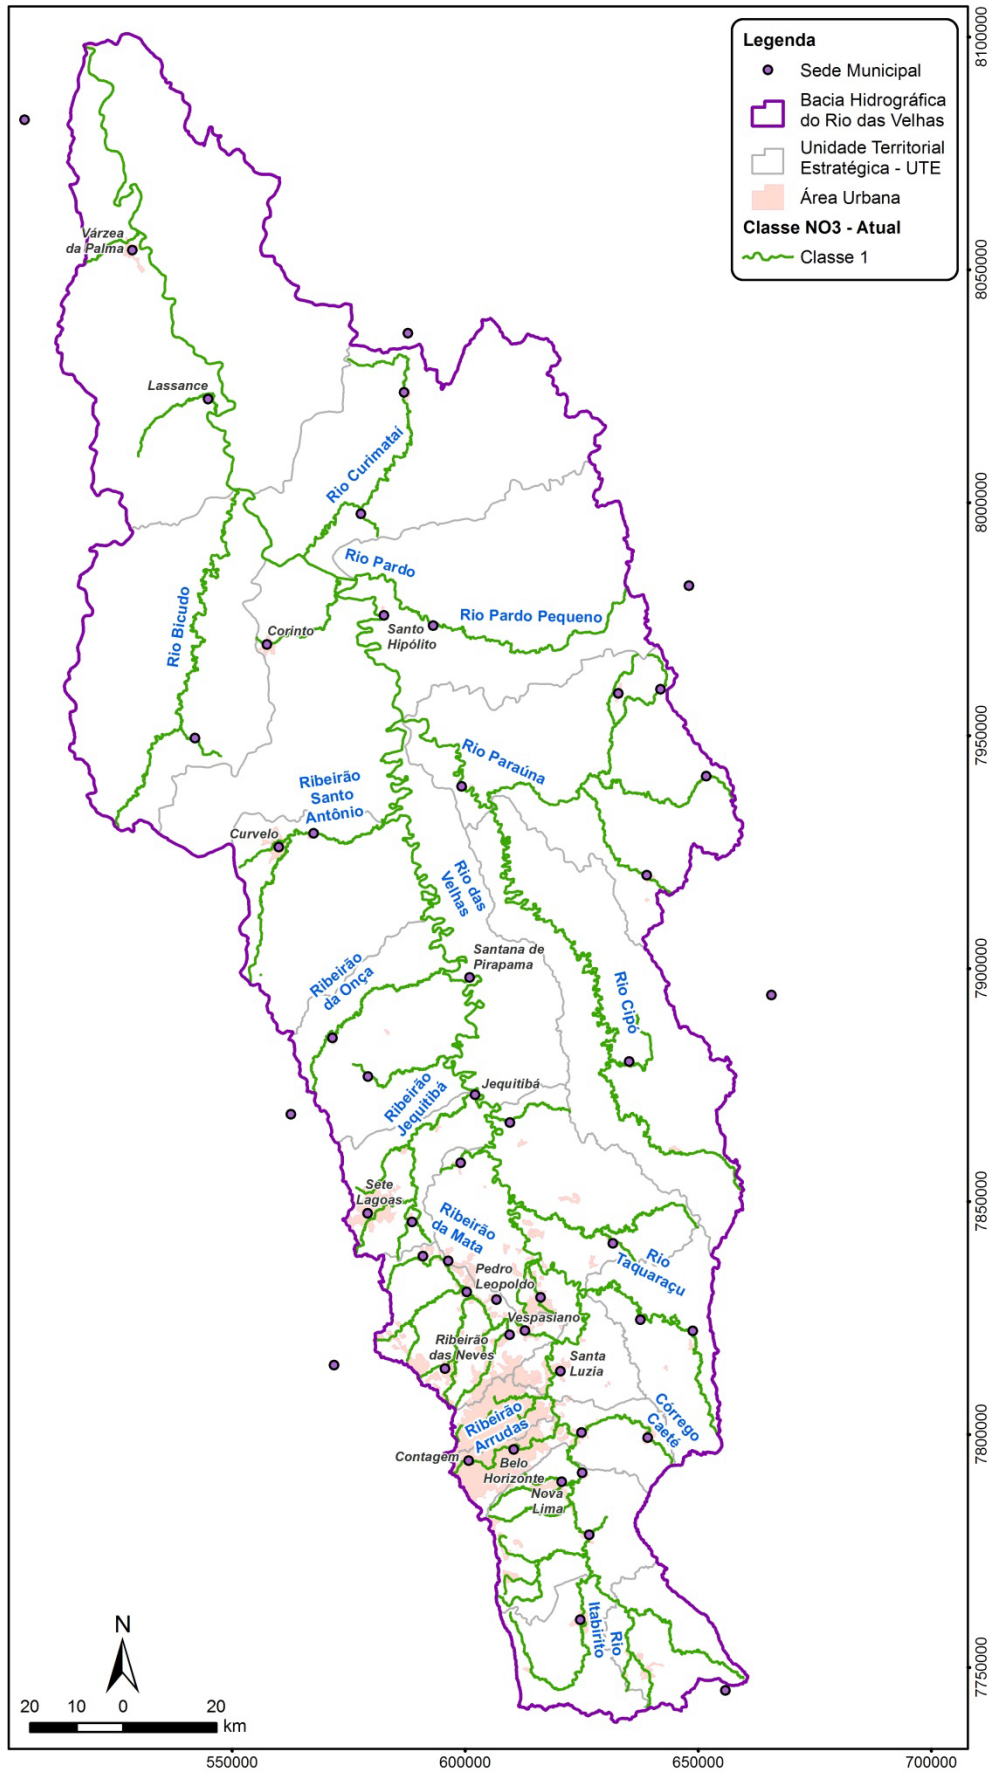 Legenda
Sede Municipal
Bacia Hidrográfica
do Rio das Velhas
Unidade Territorial
Estratégica - UTE
Área Urbana
Classe NO3 - Atual
Classe 1
8100000
8050000
8000000
7950000
7900000
7850000
7800000
7750000
Várzea
da Palma
Lassance
Rio Curimataí
Rio Pardo
Rio Bicudo
Rio Pardo Pequeno
Corinto
Santo
Hipólito
Rio Paraúna
Ribeirão
Santo
Antônio
Curvelo
Rio das
Velhas
Santana de
Pirapama
Ribeirão
da Onça
Rio Cipó
Ribeirão
Jequitibá
Jequitibá
Sete
Lagoas
Ribeirão
da Mata
Rio
Taquaraçu
Pedro
Leopoldo
Vespasiano
Ribeirão
das Neves
Santa
Luzia
Ribeirão
Arrudas
Córrego
Caeté
Contagem
Belo
Horizonte
Nova
Lima
Rio
Itabirito
N
20 10 0 20
km
550000 600000 650000 700000